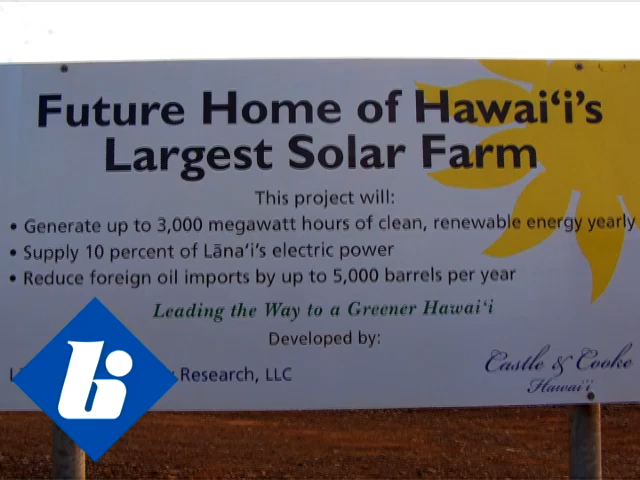 Future Home of Hawai‘i’s
Largest Solar Farm
This project will:
• Generate up to 3,000 megawatt hours of clean, renewable energy yearly
• Supply 10 percent of Lāna‘i’s electric power
• Reduce foreign oil imports by up to 5,000 barrels per year
Leading the Way to a Greener Hawai‘i
Developed by:
Research, LLC
Castle & Cooke
Hawai‘i